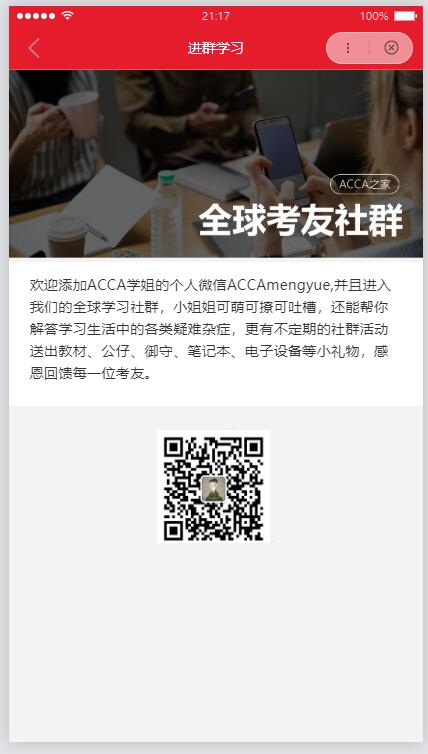 21:17
100%
进群学习
ACCA之家
全球考友社群
欢迎添加ACCA学姐的个人微信ACCAmengyue,并且进入
我们的全球学习社群，小姐姐可萌可撩可吐槽，还能帮你
解答学习生活中的各类疑难杂症，更有不定期的社群活动
送出教材、公仔、御守、笔记本、电子设备等小礼物，感
恩回馈每一位考友。